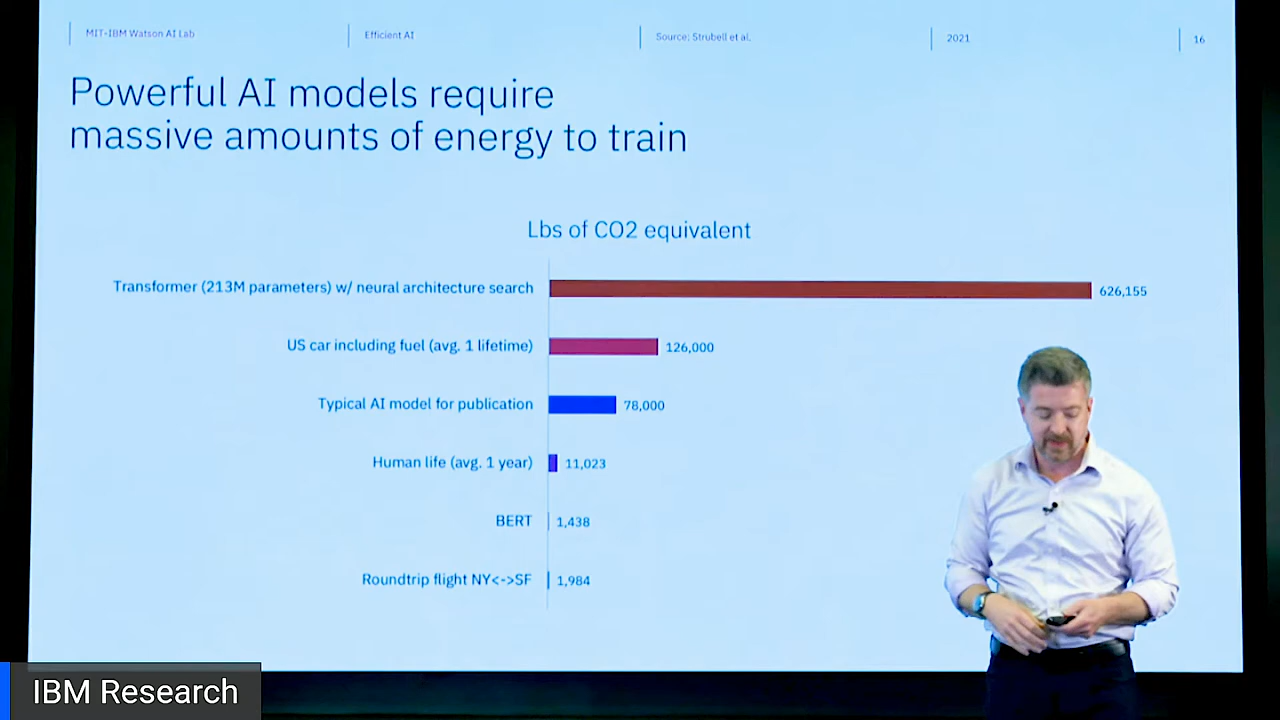 MIT-IBM Watson AI Lab
Efficient AI
Source: Strubell et al.
2021
16
Powerful AI models require
massive amounts of energy to train
Lbs of CO2 equivalent
Transformer (213M parameters) w/ neural architecture search
626,155
US car including fuel (avg. 1 lifetime)
126,000
Typical AI model for publication
78,000
Human life (avg. 1 year)
11,023
BERT
1,438
Roundtrip flight NY<->SF
1,984
IBM Research